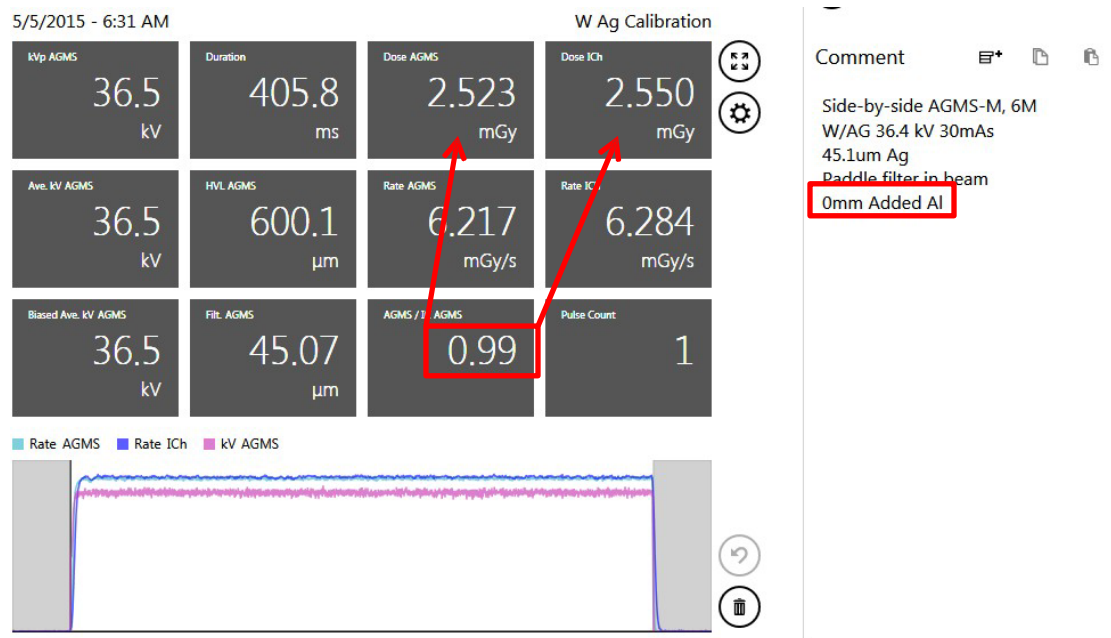 5/5/2015 - 6:31 AM
W Ag Calibration
kVp AGMS
36.5
kV
Duration
405.8
ms
Dose AGMS
2.523
mGy
Dose ICh
2.550
mGy
Ave. kV AGMS
36.5
kV
HVL AGMS
600.1
µm
Rate AGMS
6.217
mGy/s
Rate ICh
6.284
mGy/s
Biased Ave. kV AGMS
36.5
kV
Filt. AGMS
45.07
µm
AGMS / AGMS
0.99
Pulse Count
1
Rate AGMS
Rate ICh
kV AGMS
Comment
Side-by-side AGMS-M, 6M
W/AG 36.4 kV 30mAs
45.1um Ag
Paddle filter in beam
0mm Added Al